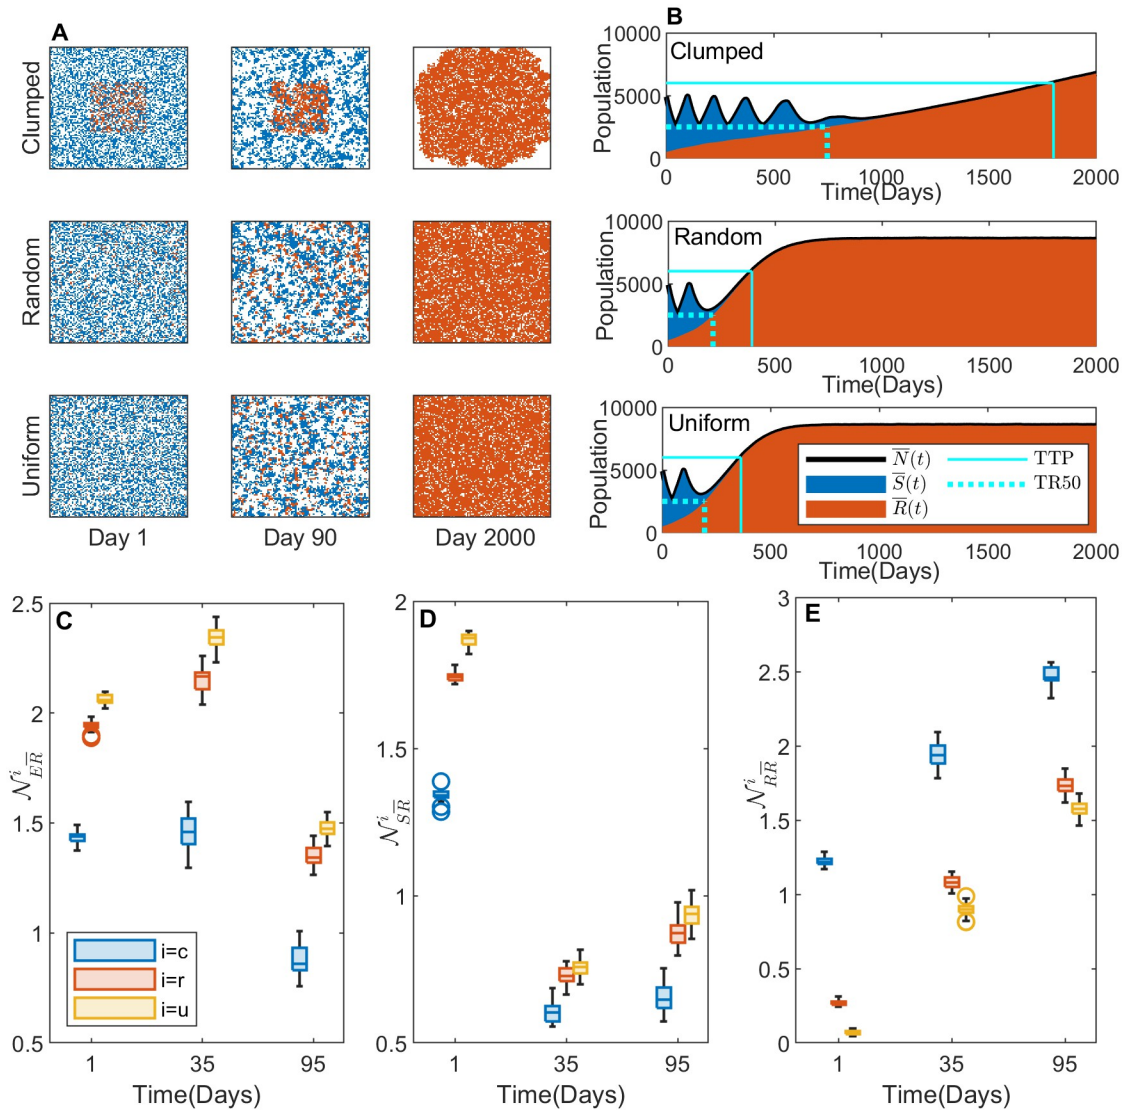 A
Clumped
Random
Uniform
Day 1
Day 90
Day 2000
B
Clumped
Population
10000
5000
0
0
500
1000
1500
2000
Time(Days)
Random
Population
10000
5000
0
0
500
1000
1500
2000
Time(Days)
Uniform
Population
10000
5000
0
N̅(t)
S̅(t)
R̅(t)
TTP
TR50
0
500
1000
1500
2000
Time(Days)
C
𝒩^i_{ER̅}
2.5
2
1.5
1
0.5
i=c
i=r
i=u
1
35
95
Time(Days)
D
𝒩^i_{SR̅}
2
1.5
1
0.5
1
35
95
Time(Days)
E
𝒩^i_{RR̅}
3
2.5
2
1.5
1
0.5
0
1
35
95
Time(Days)